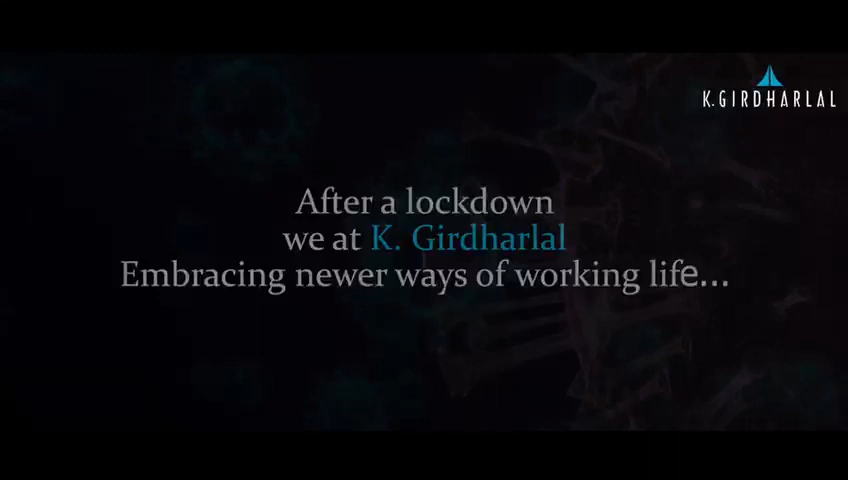 K.GIRDHARLAL
After a lockdown
we at K. Girdharlal
Embracing newer ways of working life...